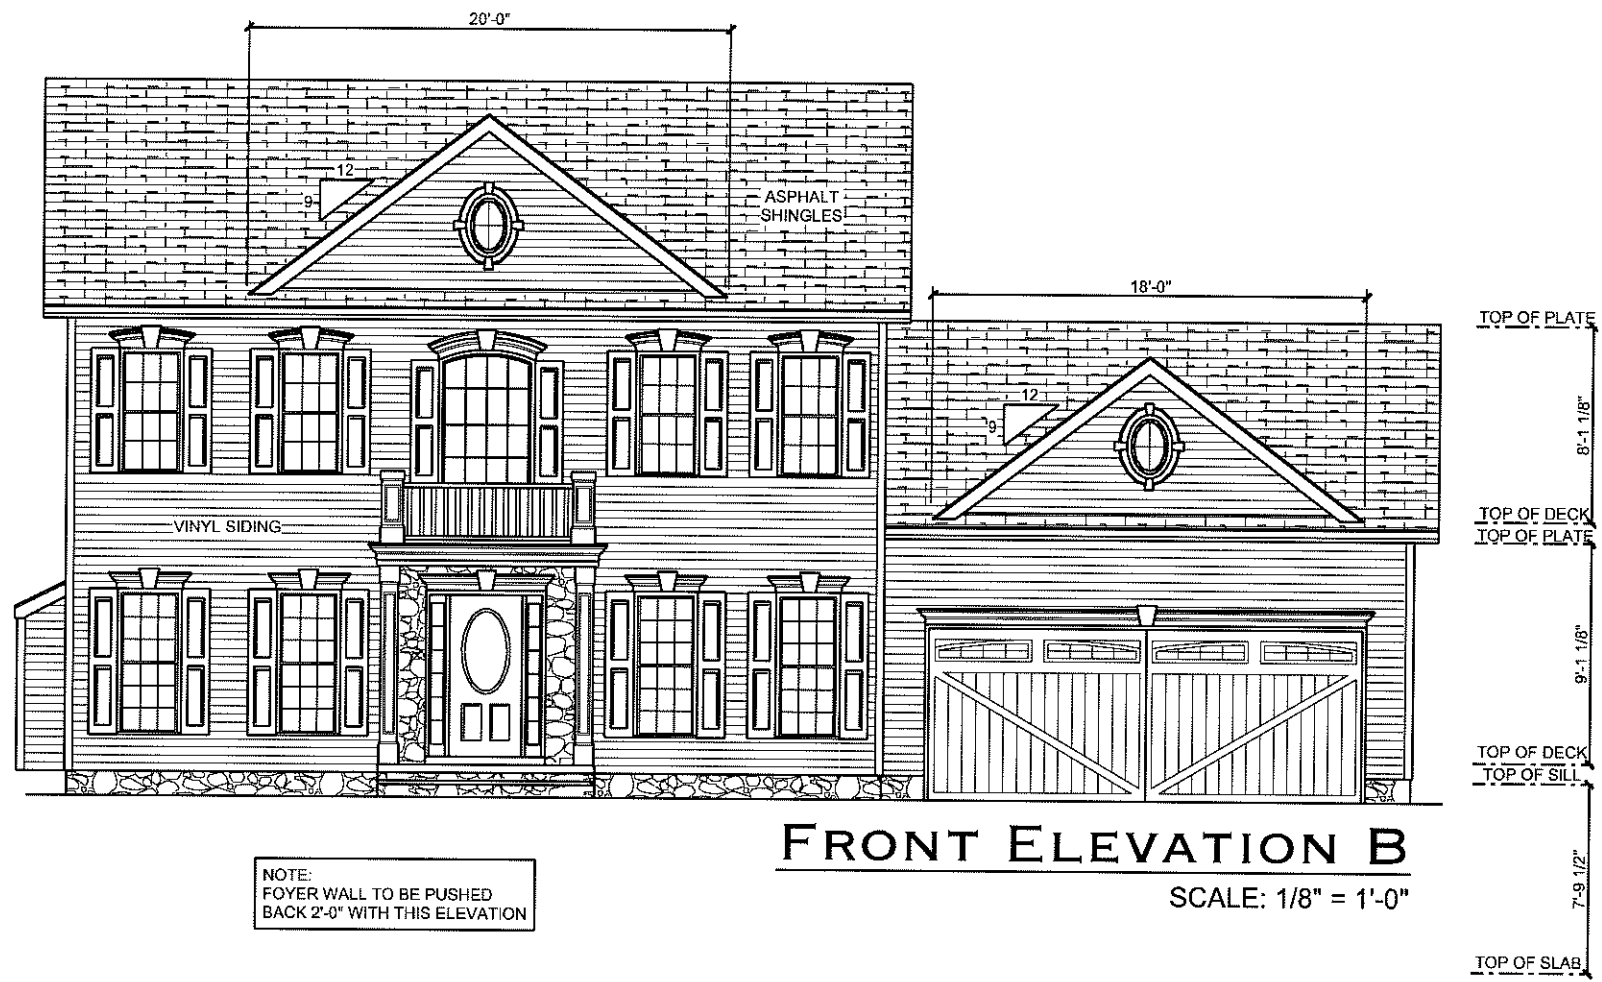 20'-0"
12
9
ASPHALT
SHINGLES
18'-0"
TOP OF PLATE
12
9
8'-1 1/8"
VINYL SIDING
TOP OF DECK
TOP OF PLATE
9'-1 1/8"
TOP OF DECK
TOP OF SILL
FRONT ELEVATION B
SCALE: 1/8" = 1'-0"
NOTE:
FOYER WALL TO BE PUSHED
BACK 2'-0" WITH THIS ELEVATION
7'-9 1/2"
TOP OF SLAB